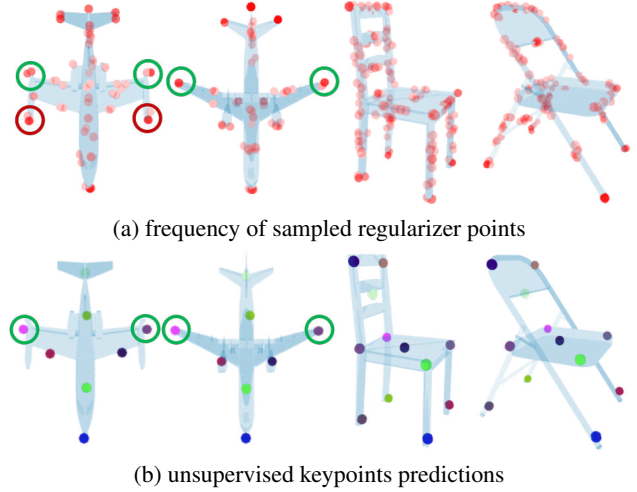 (a) frequency of sampled regularizer points
(b) unsupervised keypoints predictions